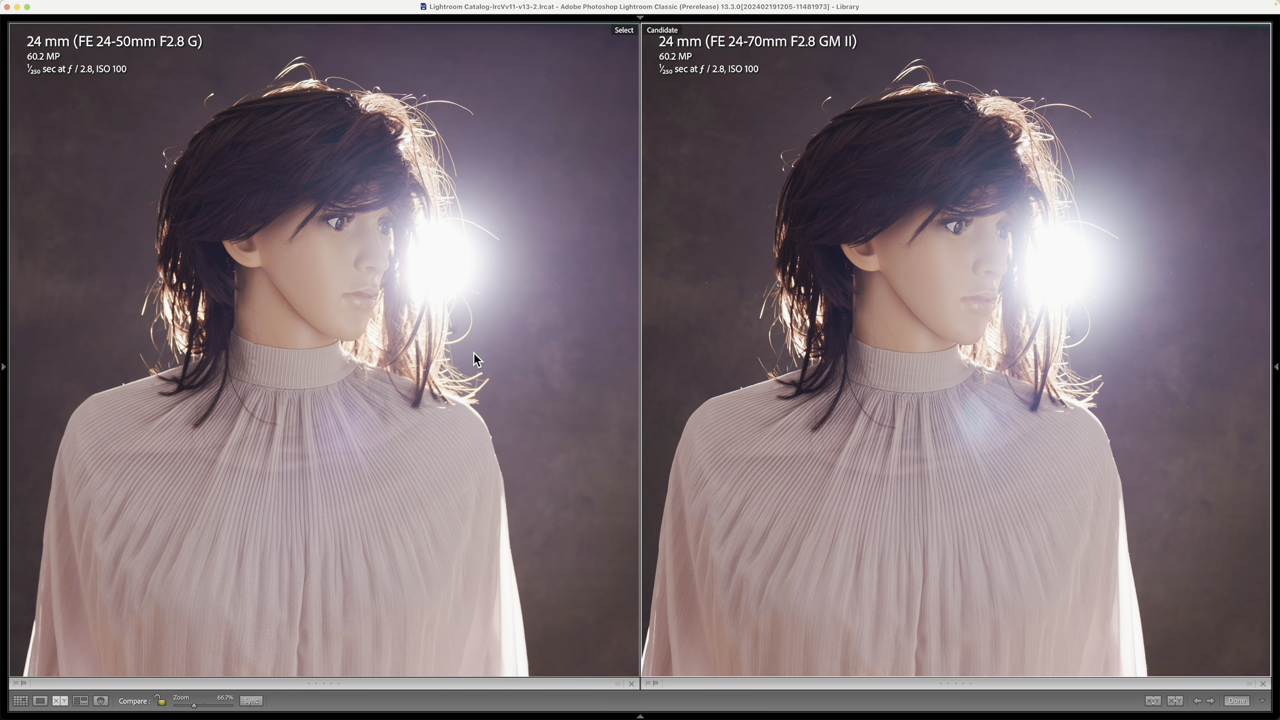 Lightroom Catalog-lrcVv11-v13-2.lrcat - Adobe Photoshop Lightroom Classic (Prerelease) 13.3.0[202402191205-11481973] - Library
Select
24 mm (FE 24-50mm F2.8 G)
60.2 MP
1/250 sec at ƒ / 2.8, ISO 100
Candidate
24 mm (FE 24-70mm F2.8 GM II)
60.2 MP
1/250 sec at ƒ / 2.8, ISO 100
Compare : Zoom 66.7% Sync Done